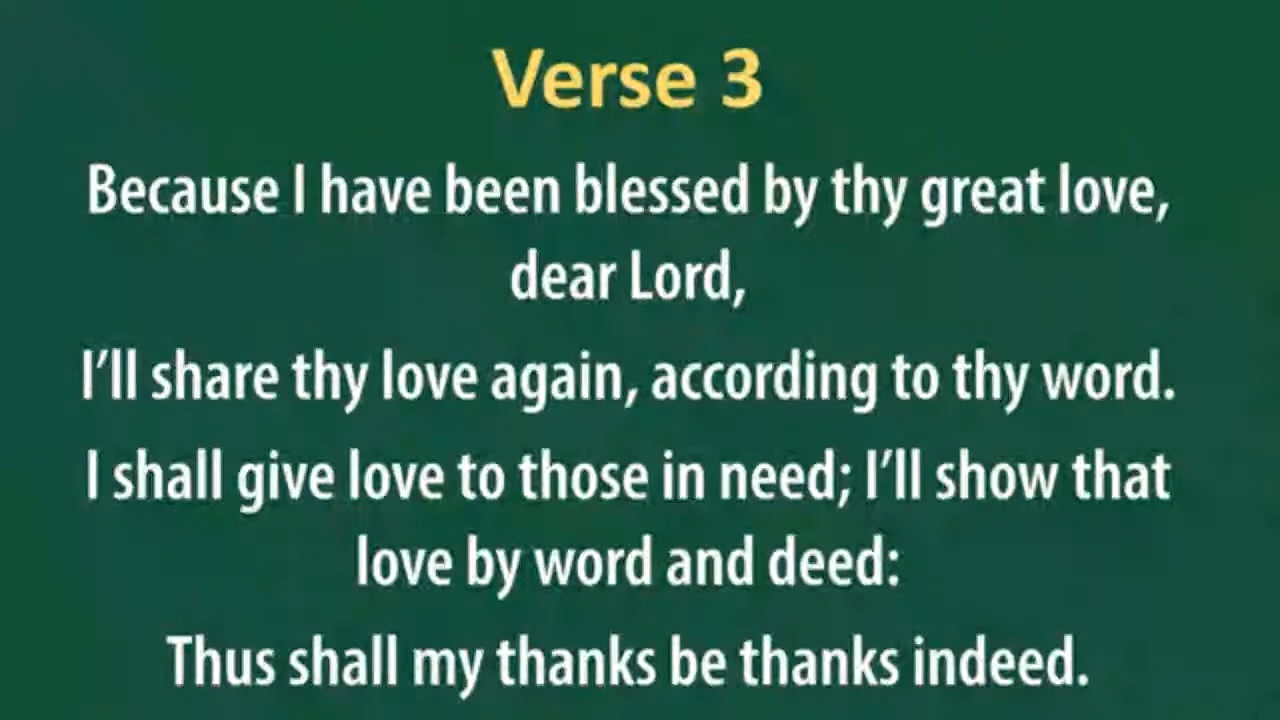 Verse 3
Because I have been blessed by thy great love,
dear Lord,
I’ll share thy love again, according to thy word.
I shall give love to those in need; I’ll show that
love by word and deed:
Thus shall my thanks be thanks indeed.